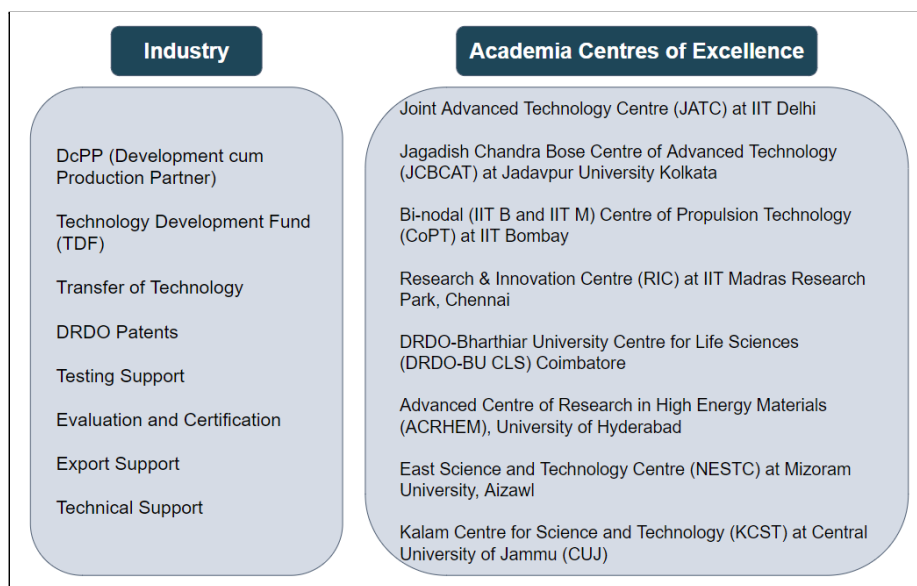 Industry
DcPP (Development cum
Production Partner)
Technology Development Fund
(TDF)
Transfer of Technology
DRDO Patents
Testing Support
Evaluation and Certification
Export Support
Technical Support
Academia Centres of Excellence
Joint Advanced Technology Centre (JATC) at IIT Delhi
Jagadish Chandra Bose Centre of Advanced Technology
(JCBCAT) at Jadavpur University Kolkata
Bi-nodal (IIT B and IIT M) Centre of Propulsion Technology
(CoPT) at IIT Bombay
Research & Innovation Centre (RIC) at IIT Madras Research
Park, Chennai
DRDO-Bharthiar University Centre for Life Sciences
(DRDO-BU CLS) Coimbatore
Advanced Centre of Research in High Energy Materials
(ACRHEM), University of Hyderabad
East Science and Technology Centre (NESTC) at Mizoram
University, Aizawl
Kalam Centre for Science and Technology (KCST) at Central
University of Jammu (CUJ)